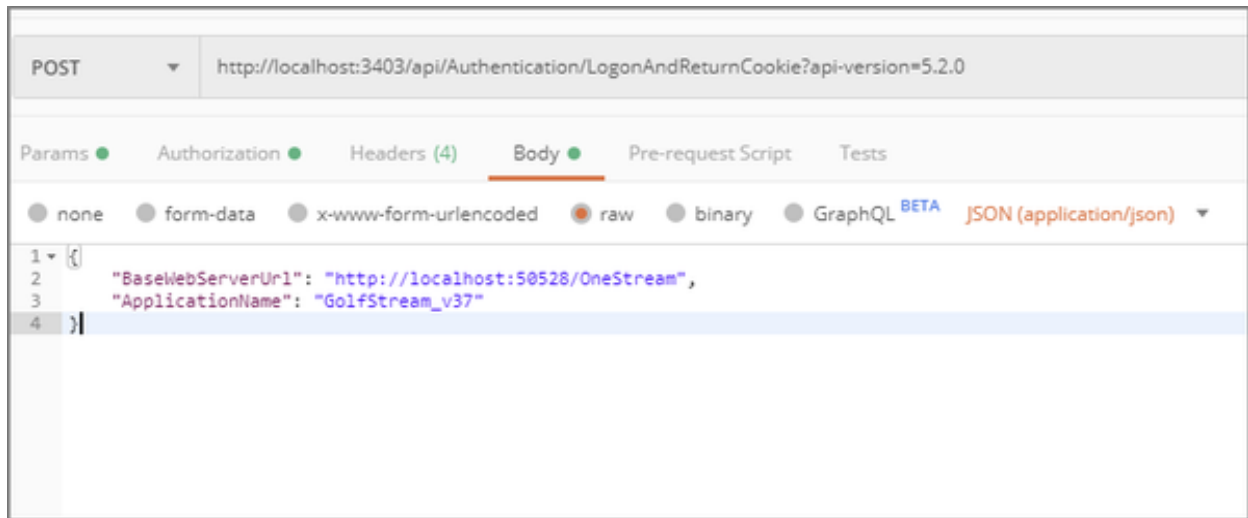 POST http://localhost:3403/api/Authentication/LogonAndReturnCookie?api-version=5.2.0
Params Authorization Headers (4) Body Pre-request Script Tests
none form-data x-www-form-urlencoded raw binary GraphQL BETA JSON (application/json)
1 {
2 "BaseWebServerUrl": "http://localhost:50528/OneStream",
3 "ApplicationName": "GolfStream_v37"
4 }